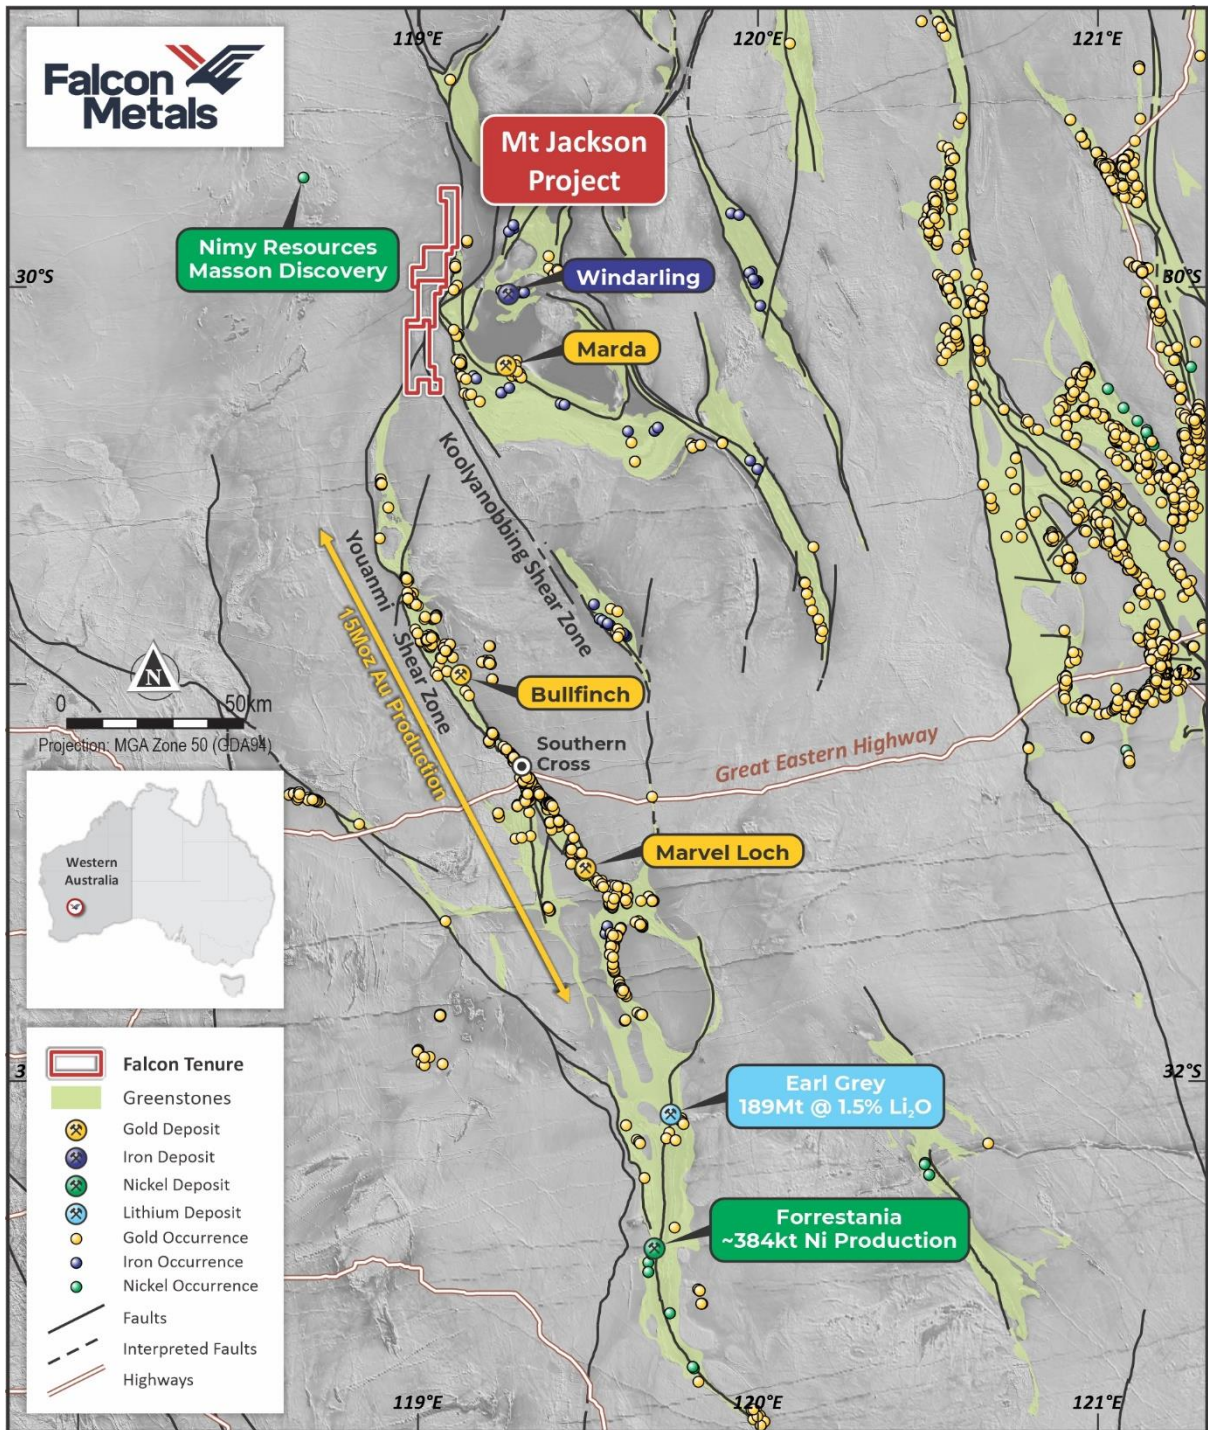 Falcon
Metals
119°E
120°E
121°E
Mt Jackson
Project
Nimy Resources
Masson Discovery
30°S
30°S
Windarling
Marda
Koolyanobbing Shear Zone
Youanmi Shear Zone
15Moz Au Production
Bullfinch
31°S
N
0
50km
Projection: MGA Zone 50 (GDA94)
Southern
Cross
Great Eastern Highway
Marvel Loch
Western
Australia
Earl Grey
189Mt @ 1.5% Li₂O
32°S
Forrestania
~384kt Ni Production
Falcon Tenure
Greenstones
Gold Deposit
Iron Deposit
Nickel Deposit
Lithium Deposit
Gold Occurrence
Iron Occurrence
Nickel Occurrence
Faults
Interpreted Faults
Highways
119°E
120°E
121°E